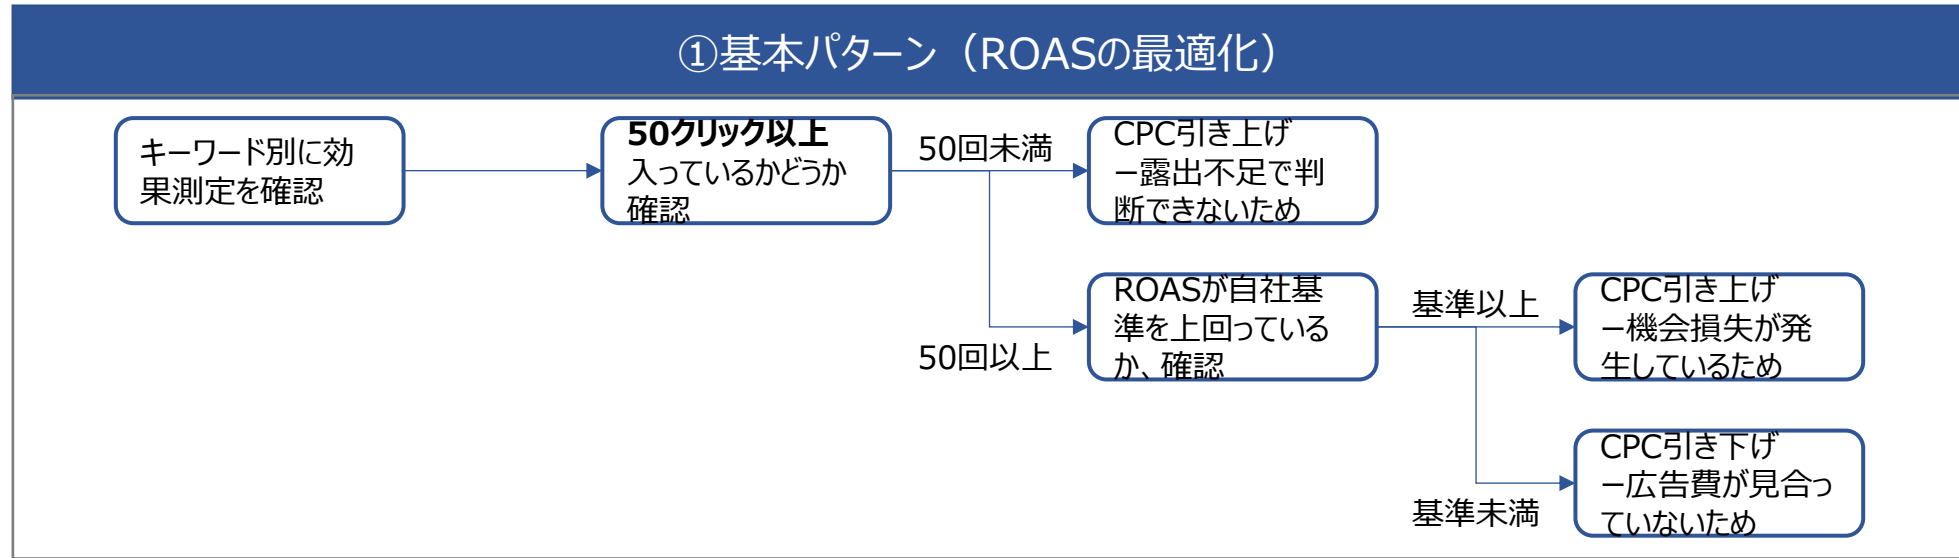 ①基本パターン（ROASの最適化）
キーワード別に効
果測定を確認
50クリック以上
入っているかどうか
確認
50回未満
CPC引き上げ
ー露出不足で判
断できないため
50回以上
ROASが自社基
準を上回っている
か、確認
基準以上
CPC引き上げ
ー機会損失が発
生しているため
基準未満
CPC引き下げ
ー広告費が見合っ
ていないため